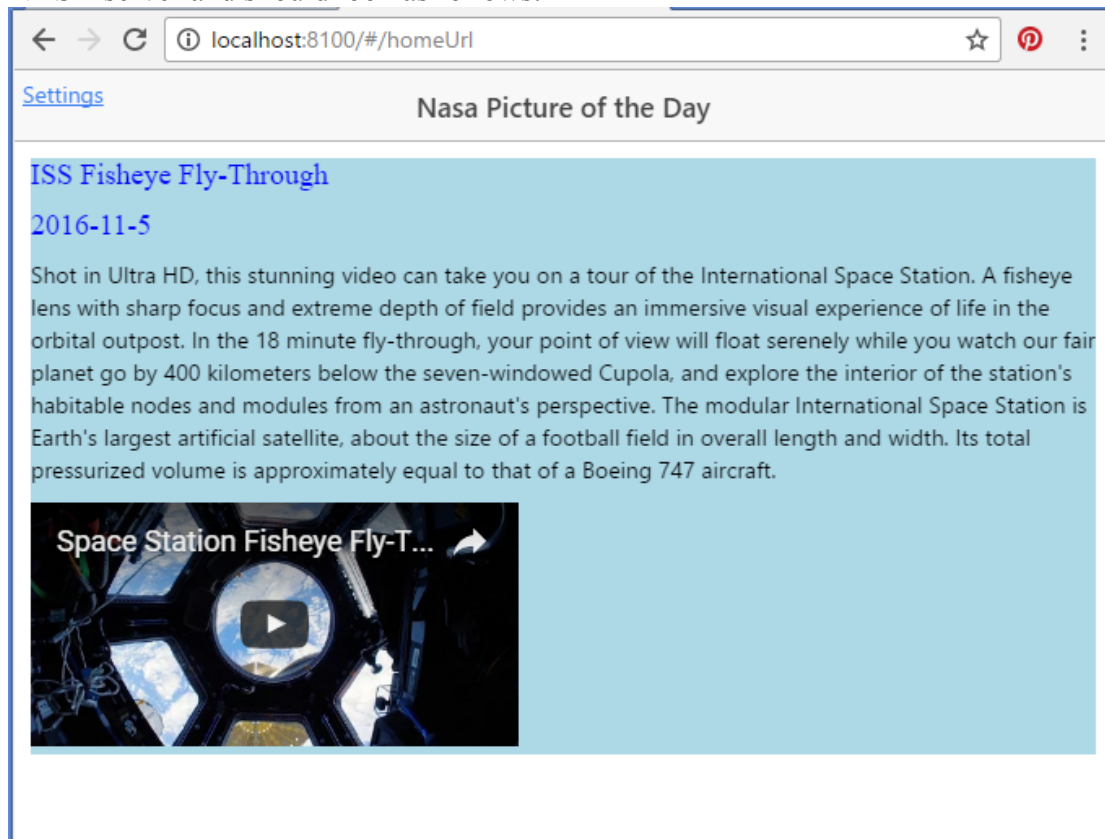 localhost:8100/#/homeUrl
Settings
Nasa Picture of the Day
ISS Fisheye Fly-Through
2016-11-5
Shot in Ultra HD, this stunning video can take you on a tour of the International Space Station. A fisheye
lens with sharp focus and extreme depth of field provides an immersive visual experience of life in the
orbital outpost. In the 18 minute fly-through, your point of view will float serenely while you watch our fair
planet go by 400 kilometers below the seven-windowed Cupola, and explore the interior of the station's
habitable nodes and modules from an astronaut's perspective. The modular International Space Station is
Earth's largest artificial satellite, about the size of a football field in overall length and width. Its total
pressurized volume is approximately equal to that of a Boeing 747 aircraft.
Space Station Fisheye Fly-T...